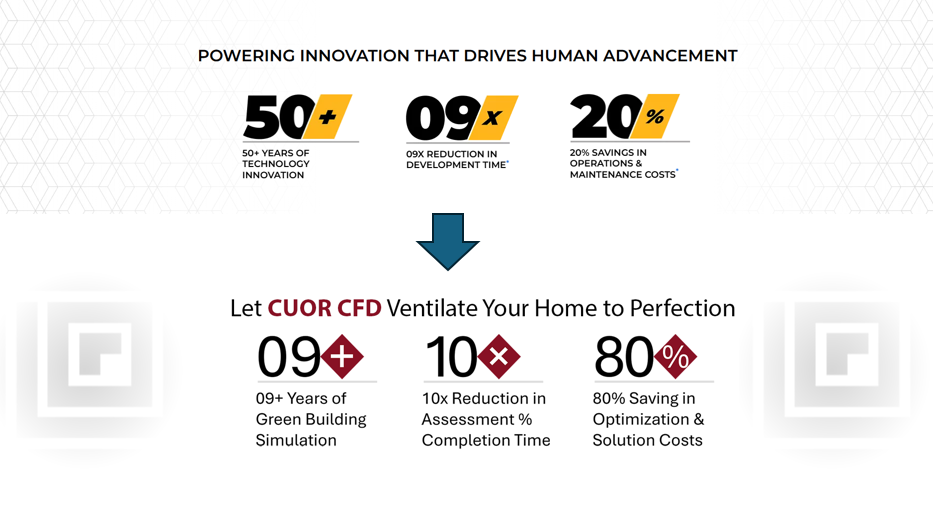 POWERING INNOVATION THAT DRIVES HUMAN ADVANCEMENT
50+
09x
20%
50+ YEARS OF
TECHNOLOGY
INNOVATION
09X REDUCTION IN
DEVELOPMENT TIME*
20% SAVINGS IN
OPERATIONS &
MAINTENANCE COSTS*
Let CUOR CFD Ventilate Your Home to Perfection
09+
10×
80%
09+ Years of
Green Building
Simulation
10x Reduction in
Assessment %
Completion Time
80% Saving in
Optimization &
Solution Costs